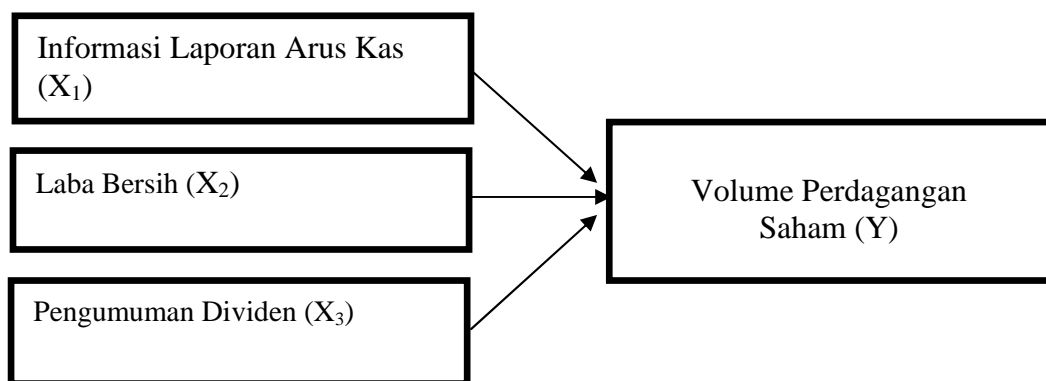 Informasi Laporan Arus Kas
(X₁)
Laba Bersih (X₂)
Pengumuman Dividen (X₃)
Volume Perdagangan
Saham (Y)